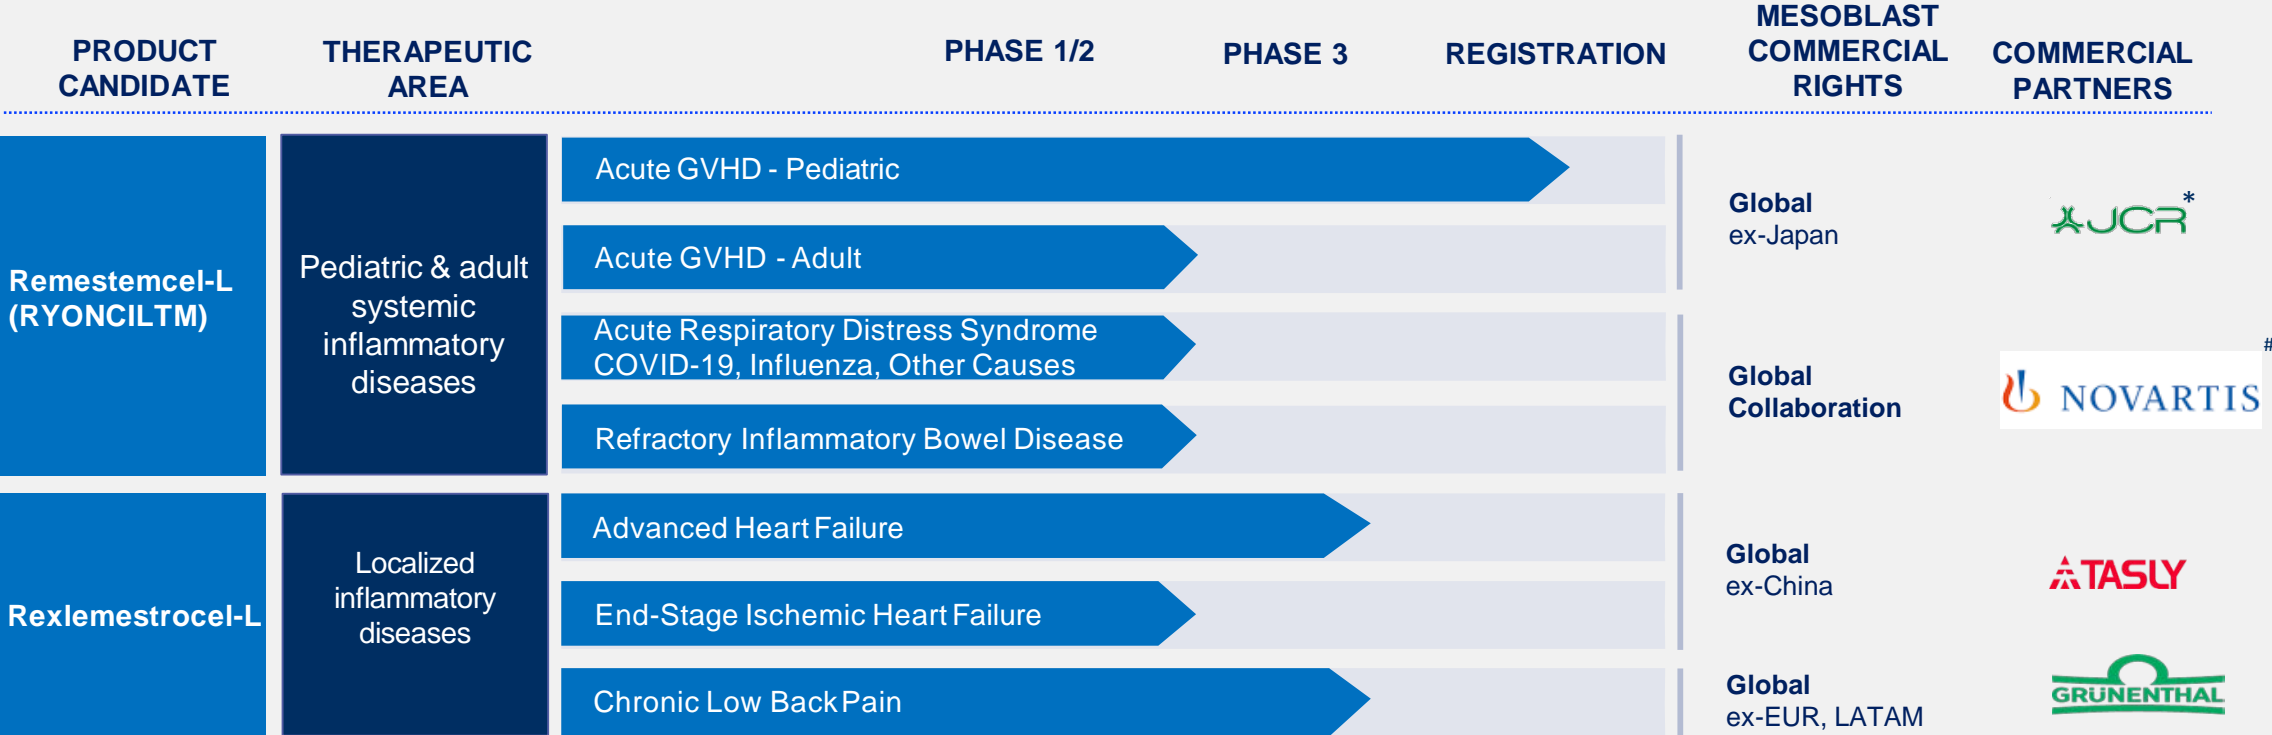 PRODUCT
CANDIDATE
THERAPEUTIC
AREA
PHASE 1/2
PHASE 3
REGISTRATION
MESOBLAST
COMMERCIAL
RIGHTS
COMMERCIAL
PARTNERS
Remestemcel-L
(RYONCILTM)
Pediatric & adult
systemic
inflammatory
diseases
Acute GVHD - Pediatric
Acute GVHD - Adult
Global
ex-Japan
JCR*
Acute Respiratory Distress Syndrome
COVID-19, Influenza, Other Causes
Refractory Inflammatory Bowel Disease
Global
Collaboration
NOVARTIS#
Rexlemestrocel-L
Localized
inflammatory
diseases
Advanced Heart Failure
End-Stage Ischemic Heart Failure
Global
ex-China
TASLY
Chronic Low Back Pain
Global
ex-EUR, LATAM
GRÜNENTHAL